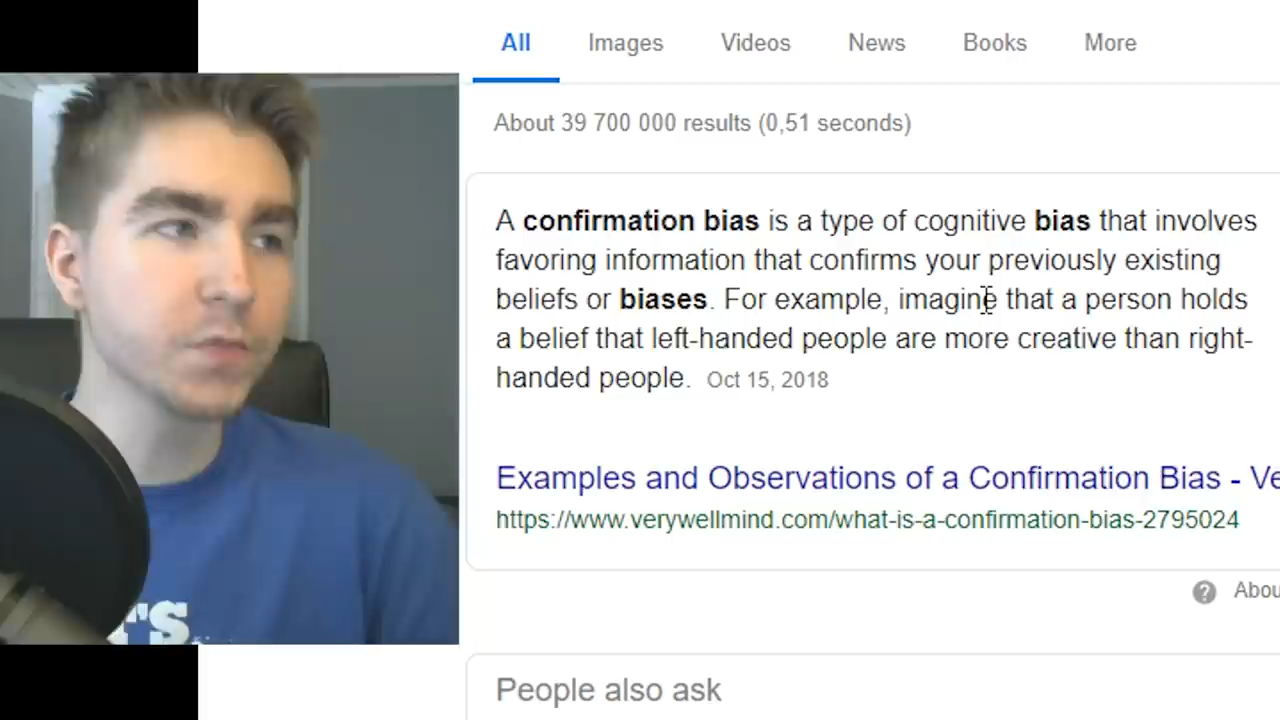 All Images Videos News Books More
About 39 700 000 results (0,51 seconds)
A confirmation bias is a type of cognitive bias that involves
favoring information that confirms your previously existing
beliefs or biases. For example, imagine that a person holds
a belief that left-handed people are more creative than right-
handed people. Oct 15, 2018
Examples and Observations of a Confirmation Bias - Ve
https://www.verywellmind.com/what-is-a-confirmation-bias-2795024
? Abou
People also ask